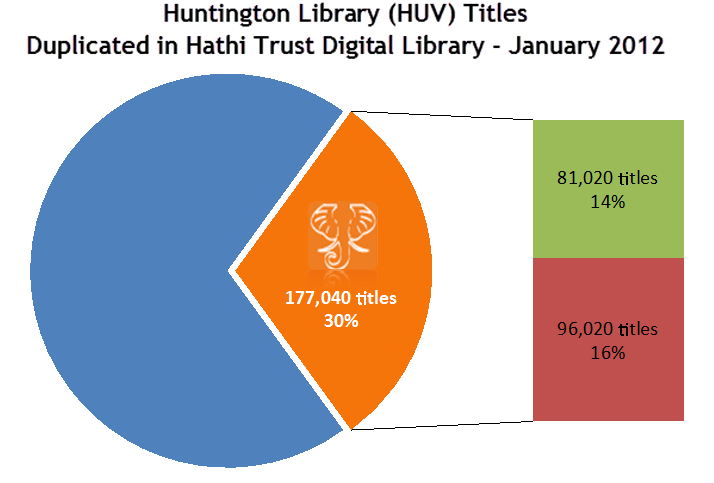 Huntington Library (HUV) Titles
Duplicated in Hathi Trust Digital Library - January 2012
177,040 titles
30%
81,020 titles
14%
96,020 titles
16%